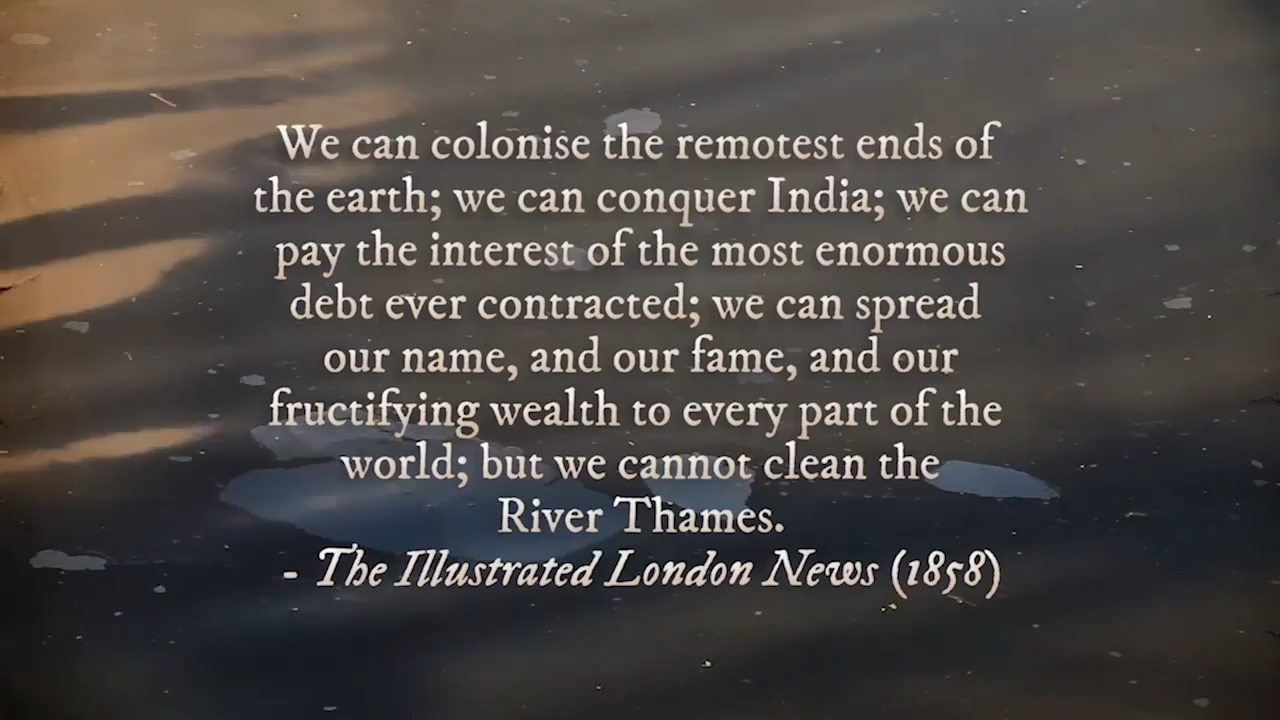 We can colonise the remotest ends of
the earth; we can conquer India; we can
pay the interest of the most enormous
debt ever contracted; we can spread
our name, and our fame, and our
fructifying wealth to every part of the
world; but we cannot clean the
River Thames.
- The Illustrated London News (1858)